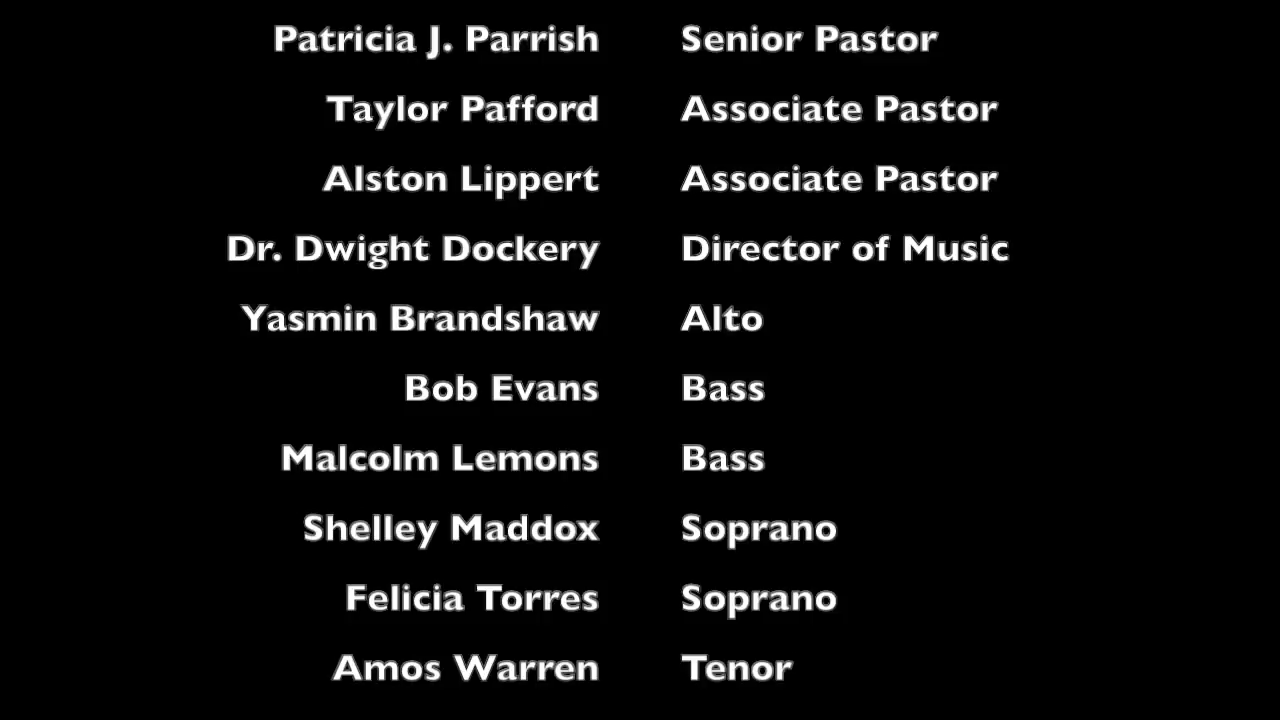 Patricia J. Parrish Senior Pastor
Taylor Pafford Associate Pastor
Alston Lippert Associate Pastor
Dr. Dwight Dockery Director of Music
Yasmin Brandshaw Alto
Bob Evans Bass
Malcolm Lemons Bass
Shelley Maddox Soprano
Felicia Torres Soprano
Amos Warren Tenor